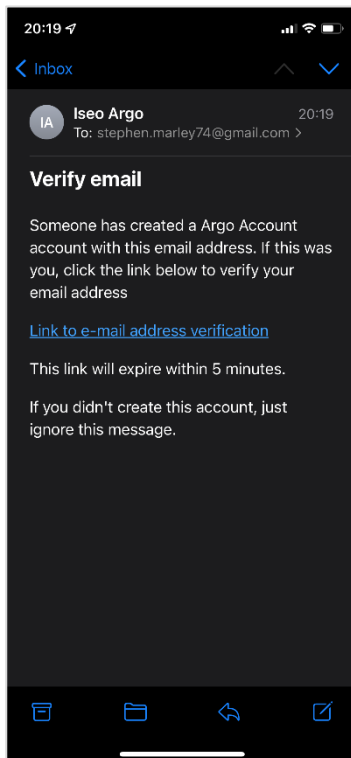 20:19
Inbox
IA
Iseo Argo
20:19
To: stephen.marley74@gmail.com
Verify email
Someone has created a Argo Account
account with this email address. If this was
you, click the link below to verify your
email address
Link to e-mail address verification
This link will expire within 5 minutes.
If you didn't create this account, just
ignore this message.